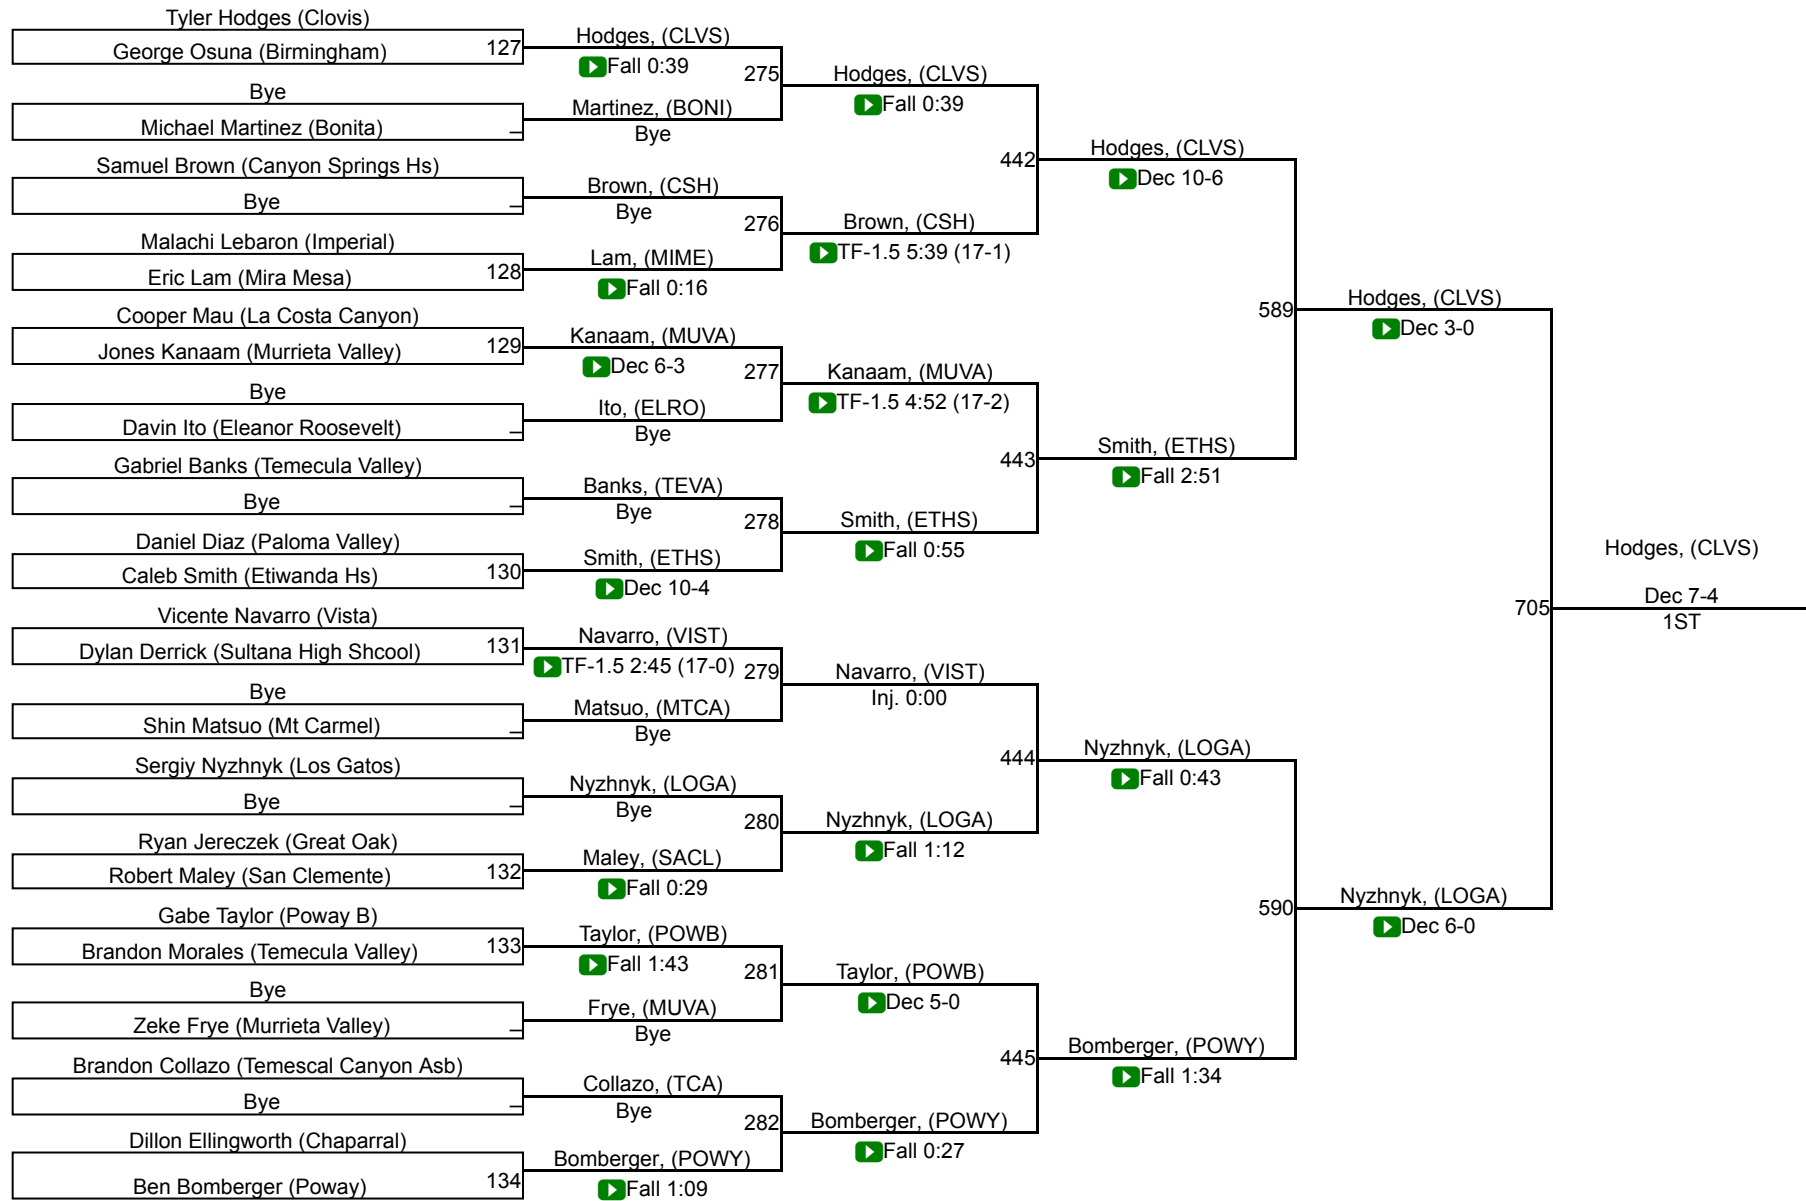 Tyler Hodges (Clovis)
George Osuna (Birmingham)
127
Bye
Michael Martinez (Bonita)
Samuel Brown (Canyon Springs Hs)
Bye
Malachi Lebaron (Imperial)
Eric Lam (Mira Mesa)
128
Cooper Mau (La Costa Canyon)
Jones Kanaam (Murrieta Valley)
129
Bye
Davin Ito (Eleanor Roosevelt)
Gabriel Banks (Temecula Valley)
Bye
Daniel Diaz (Paloma Valley)
Caleb Smith (Etiwanda Hs)
130
Vicente Navarro (Vista)
Dylan Derrick (Sultana High Shcool)
131
Bye
Shin Matsuo (Mt Carmel)
Sergiy Nyzhnyk (Los Gatos)
Bye
Ryan Jereczek (Great Oak)
Robert Maley (San Clemente)
132
Gabe Taylor (Poway B)
Brandon Morales (Temecula Valley)
133
Bye
Zeke Frye (Murrieta Valley)
Brandon Collazo (Temescal Canyon Asb)
Bye
Dillon Ellingworth (Chaparral)
Ben Bomberger (Poway)
134
Hodges, (CLVS)
Fall 0:39
275
Martinez, (BONI)
Bye
Brown, (CSH)
Bye
276
Lam, (MIME)
Fall 0:16
Kanaam, (MUVA)
Dec 6-3
277
Ito, (ELRO)
Bye
Banks, (TEVA)
Bye
278
Smith, (ETHS)
Dec 10-4
Navarro, (VIST)
TF-1.5 2:45 (17-0)
279
Matsuo, (MTCA)
Bye
Nyzhnyk, (LOGA)
Bye
280
Maley, (SACL)
Fall 0:29
Taylor, (POWB)
Fall 1:43
281
Frye, (MUVA)
Bye
Collazo, (TCA)
Bye
282
Bomberger, (POWY)
Fall 1:09
Hodges, (CLVS)
Fall 0:39
442
Brown, (CSH)
TF-1.5 5:39 (17-1)
Kanaam, (MUVA)
TF-1.5 4:52 (17-2)
443
Smith, (ETHS)
Fall 0:55
Navarro, (VIST)
Inj. 0:00
444
Nyzhnyk, (LOGA)
Fall 1:12
Taylor, (POWB)
Dec 5-0
445
Bomberger, (POWY)
Fall 0:27
Hodges, (CLVS)
Dec 10-6
589
Smith, (ETHS)
Fall 2:51
Nyzhnyk, (LOGA)
Fall 0:43
590
Bomberger, (POWY)
Fall 1:34
Hodges, (CLVS)
Dec 3-0
705
Nyzhnyk, (LOGA)
Dec 6-0
Hodges, (CLVS)
Dec 7-4
1ST